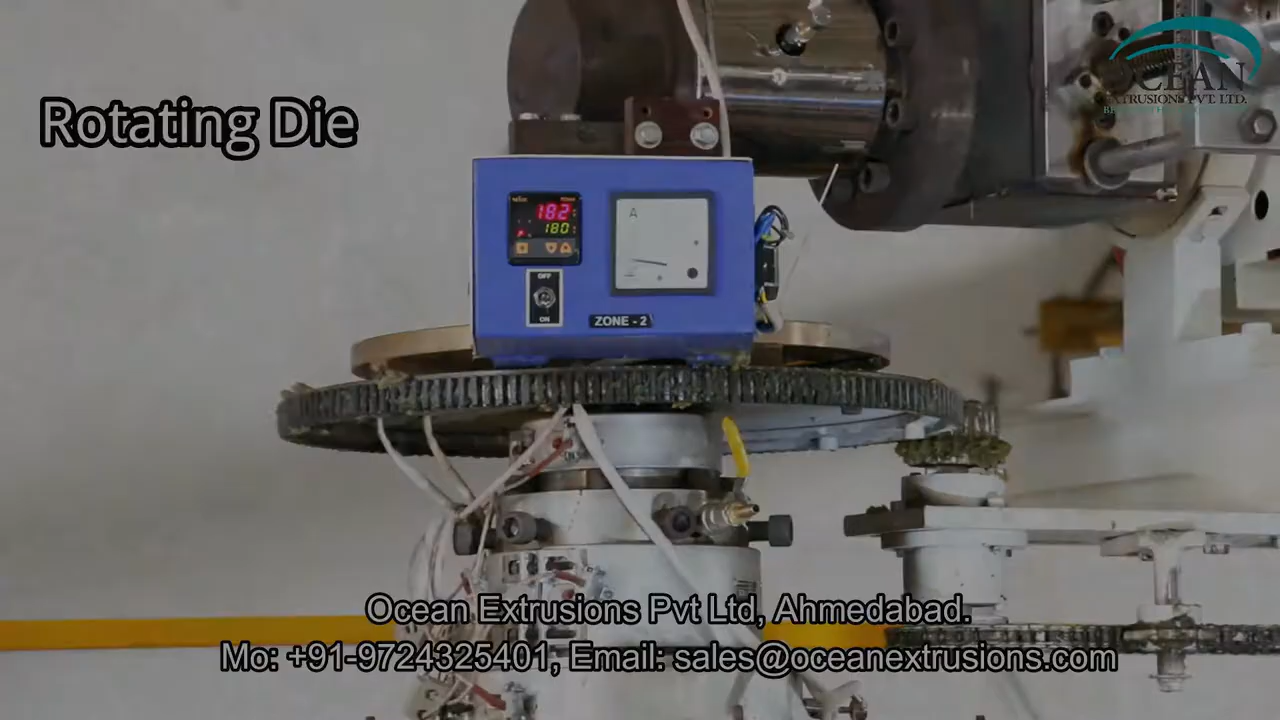 Rotating Die
OCEAN
EXTRUSIONS PVT. LTD.
182
180
A
OFF
ON
ZONE - 2
Ocean Extrusions Pvt Ltd, Ahmedabad.
Mo: +91-9724325401, Email: sales@oceanextrusions.com